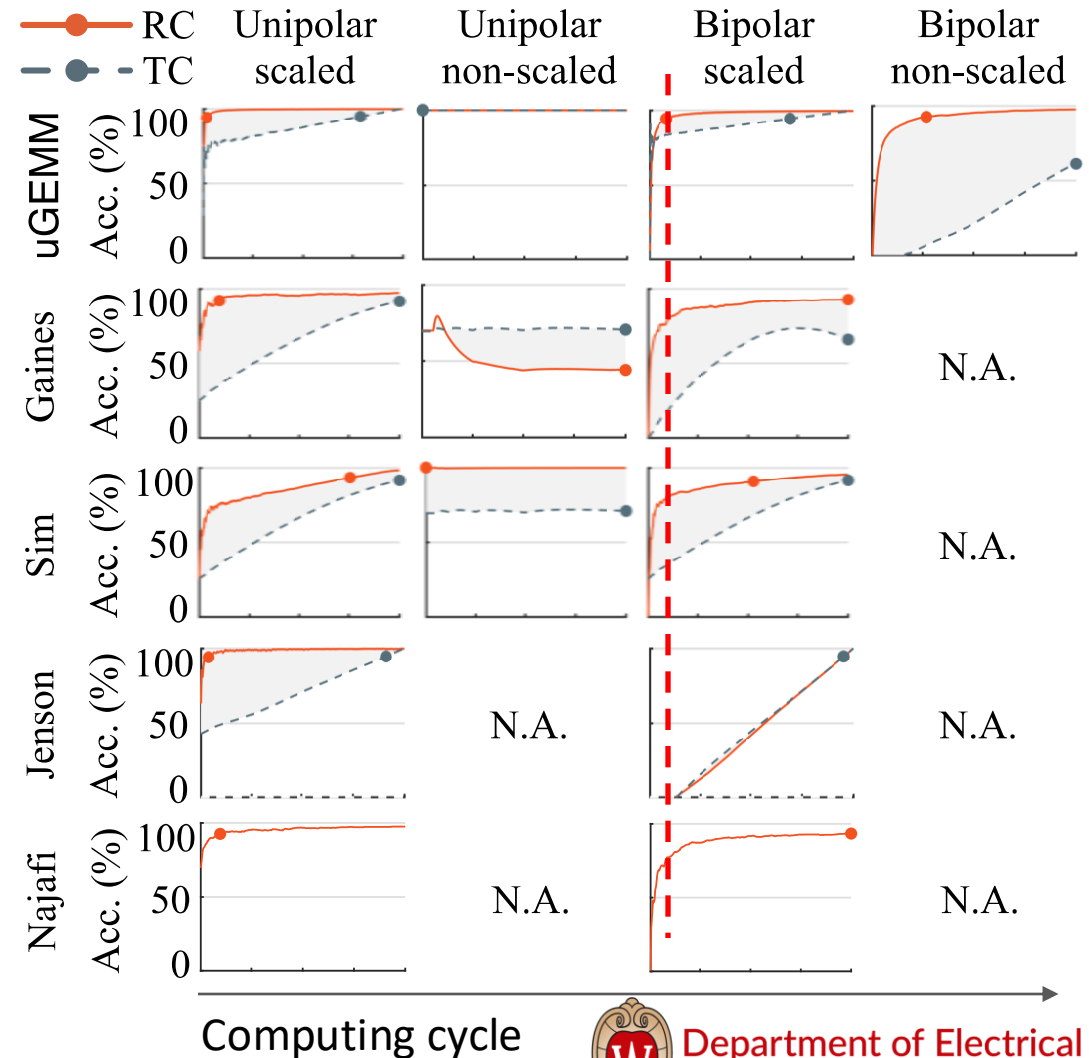 RC
TC
Unipolar
scaled
Unipolar
non-scaled
Bipolar
scaled
Bipolar
non-scaled
uGEMM
Acc. (%)
100
50
0
Gaines
Acc. (%)
100
50
0
N.A.
Sim
Acc. (%)
100
50
0
N.A.
Jenson
Acc. (%)
100
50
0
N.A.
N.A.
Najafi
Acc. (%)
100
50
0
N.A.
N.A.
Computing cycle
W
Department of Electrical